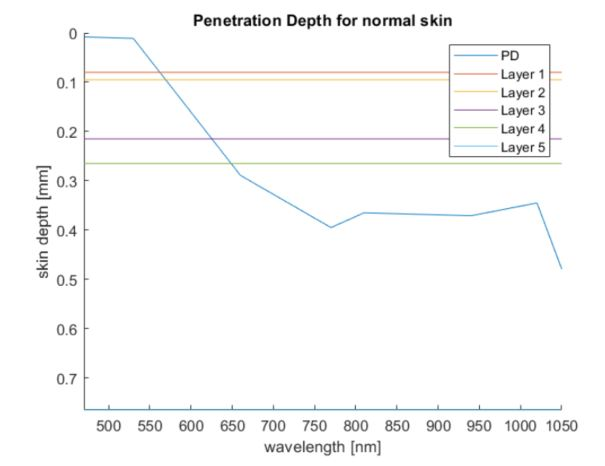 Penetration Depth for normal skin
0
0.1
0.2
0.3
0.4
0.5
0.6
0.7
skin depth [mm]
PD
Layer 1
Layer 2
Layer 3
Layer 4
Layer 5
500 550 600 650 700 750 800 850 900 950 1000 1050
wavelength [nm]